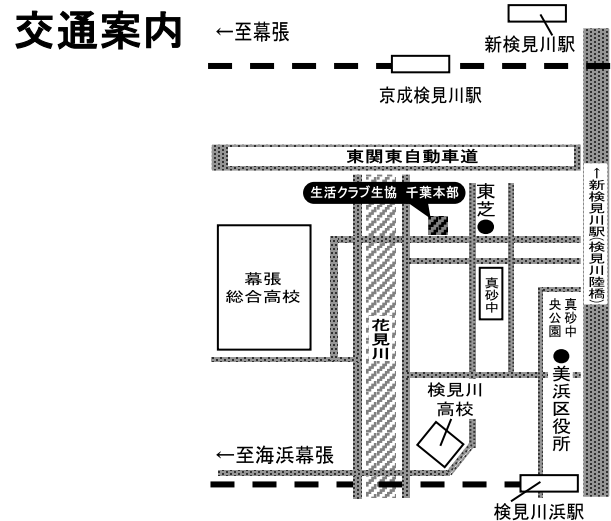 交通案内
←至幕張
新検見川駅
京成検見川駅
東関東自動車道
生活クラブ生協 千葉本部
東芝
←新検見川駅(検見川陸橋)
幕張
総合高校
真砂中
花見川
真砂中
央公園
美浜区役所
検見川
高校
←至海浜幕張
検見川浜駅